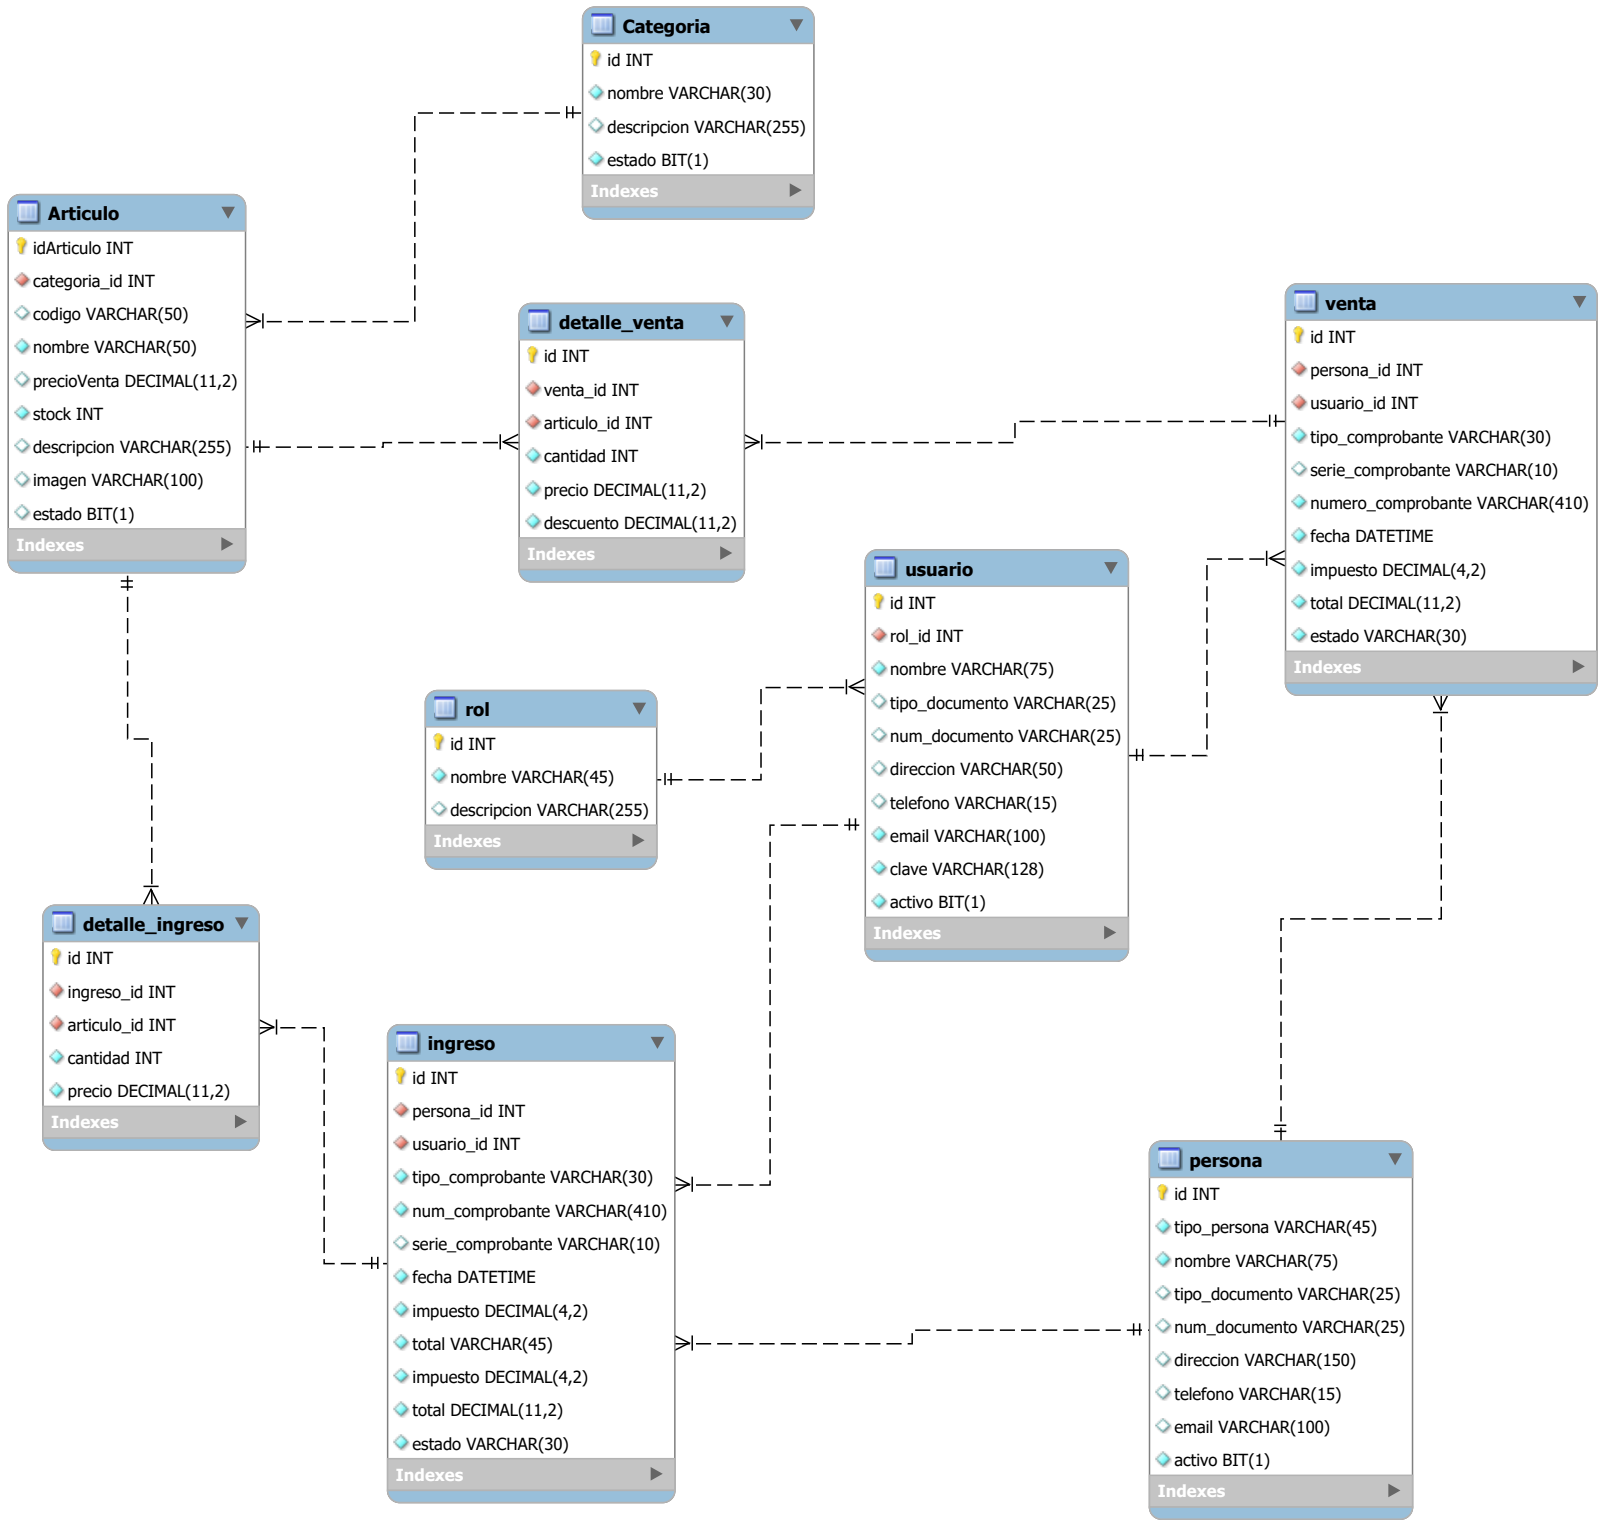 Categoria
id INT
nombre VARCHAR(30)
descripcion VARCHAR(255)
estado BIT(1)
Indexes
Articulo
idArticulo INT
categoria_id INT
codigo VARCHAR(50)
nombre VARCHAR(50)
precioVenta DECIMAL(11,2)
stock INT
descripcion VARCHAR(255)
imagen VARCHAR(100)
estado BIT(1)
Indexes
detalle_venta
id INT
venta_id INT
articulo_id INT
cantidad INT
precio DECIMAL(11,2)
descuento DECIMAL(11,2)
Indexes
venta
id INT
persona_id INT
usuario_id INT
tipo_comprobante VARCHAR(30)
serie_comprobante VARCHAR(10)
numero_comprobante VARCHAR(410)
fecha DATETIME
impuesto DECIMAL(4,2)
total DECIMAL(11,2)
estado VARCHAR(30)
Indexes
usuario
id INT
rol_id INT
nombre VARCHAR(75)
tipo_documento VARCHAR(25)
num_documento VARCHAR(25)
direccion VARCHAR(50)
telefono VARCHAR(15)
email VARCHAR(100)
clave VARCHAR(128)
activo BIT(1)
Indexes
rol
id INT
nombre VARCHAR(45)
descripcion VARCHAR(255)
Indexes
detalle_ingreso
id INT
ingreso_id INT
articulo_id INT
cantidad INT
precio DECIMAL(11,2)
Indexes
ingreso
id INT
persona_id INT
usuario_id INT
tipo_comprobante VARCHAR(30)
num_comprobante VARCHAR(410)
serie_comprobante VARCHAR(10)
fecha DATETIME
impuesto DECIMAL(4,2)
total VARCHAR(45)
impuesto DECIMAL(4,2)
total DECIMAL(11,2)
estado VARCHAR(30)
Indexes
persona
id INT
tipo_persona VARCHAR(45)
nombre VARCHAR(75)
tipo_documento VARCHAR(25)
num_documento VARCHAR(25)
direccion VARCHAR(150)
telefono VARCHAR(15)
email VARCHAR(100)
activo BIT(1)
Indexes